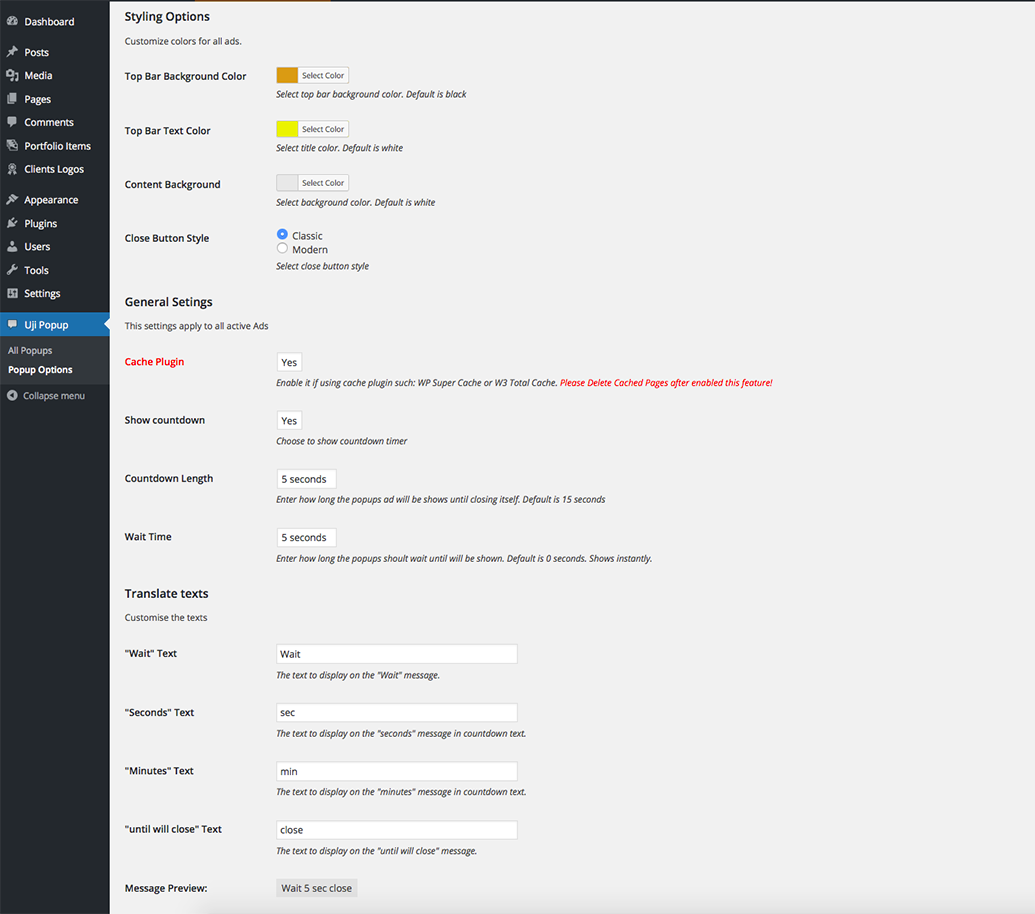 Dashboard
Posts
Media
Pages
Comments
Portfolio Items
Clients Logos
Appearance
Plugins
Users
Tools
Settings
Uji Popup
All Popups
Popup Options
Collapse menu
Styling Options
Customize colors for all ads.
Top Bar Background Color
Select Color
Select top bar background color. Default is black
Top Bar Text Color
Select Color
Select title color. Default is white
Content Background
Select Color
Select background color. Default is white
Close Button Style
Classic
Modern
Select close button style
General Setings
This settings apply to all active Ads
Cache Plugin
Yes
Enable it if using cache plugin such: WP Super Cache or W3 Total Cache. Please Delete Cached Pages after enabled this feature!
Show countdown
Yes
Choose to show countdown timer
Countdown Length
5 seconds
Enter how long the popups ad will be shows until closing itself. Default is 15 seconds
Wait Time
5 seconds
Enter how long the popups shoult wait until will be shown. Default is 0 seconds. Shows instantly.
Translate texts
Customise the texts
"Wait" Text
Wait
The text to display on the "Wait" message.
"Seconds" Text
sec
The text to display on the "seconds" message in countdown text.
"Minutes" Text
min
The text to display on the "minutes" message in countdown text.
"until will close" Text
close
The text to display on the "until will close" message.
Message Preview:
Wait 5 sec close